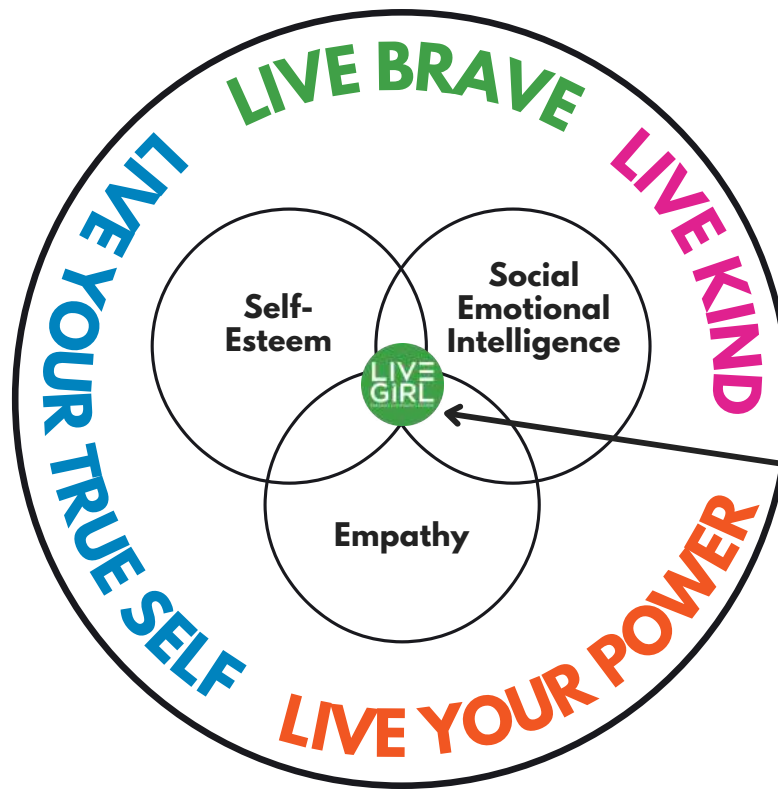 LIVE BRAVE
LIVE KIND
LIVE YOUR TRUE SELF
LIVE YOUR POWER
Self-
Esteem
Social
Emotional
Intelligence
LIVE
GIRL
Empathy